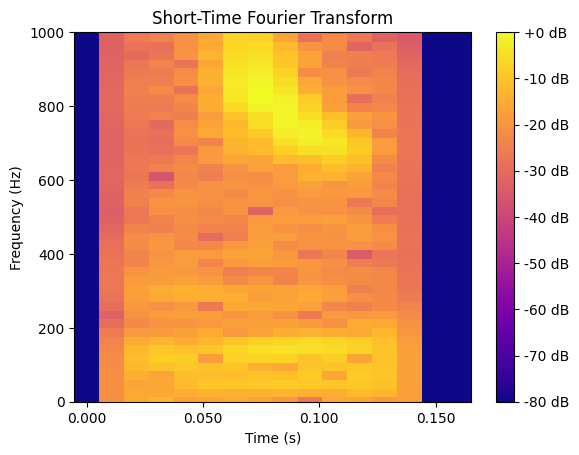 Short-Time Fourier Transform
1000
800
600
400
200
0
Frequency (Hz)
0.000
0.050
0.100
0.150
Time (s)
+0 dB
-10 dB
-20 dB
-30 dB
-40 dB
-50 dB
-60 dB
-70 dB
-80 dB